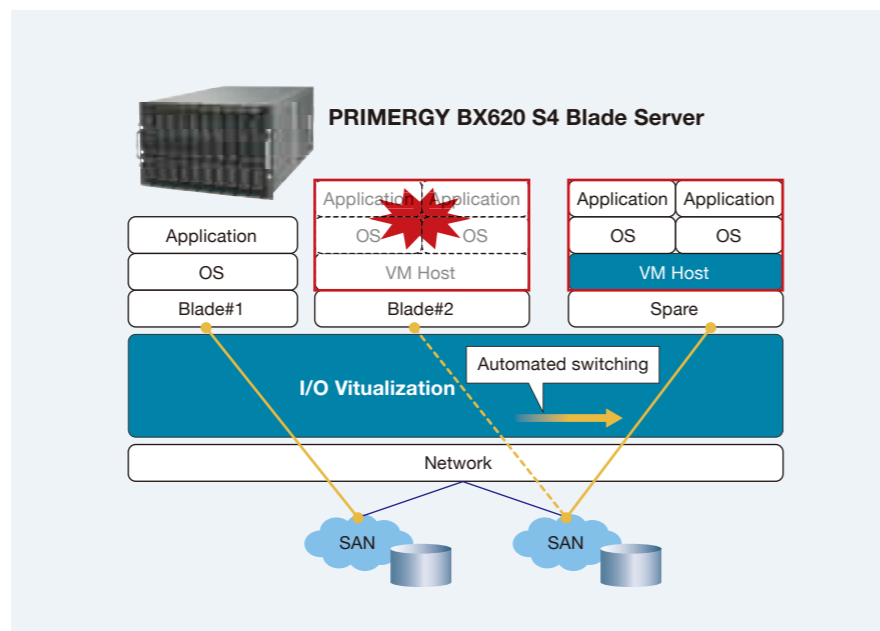 PRIMERGY BX620 S4 Blade Server
Application
OS
Blade#1
Application Application
OS OS
VM Host
Blade#2
Application Application
OS OS
VM Host
Spare
I/O Vitualization
Automated switching
Network
SAN
SAN